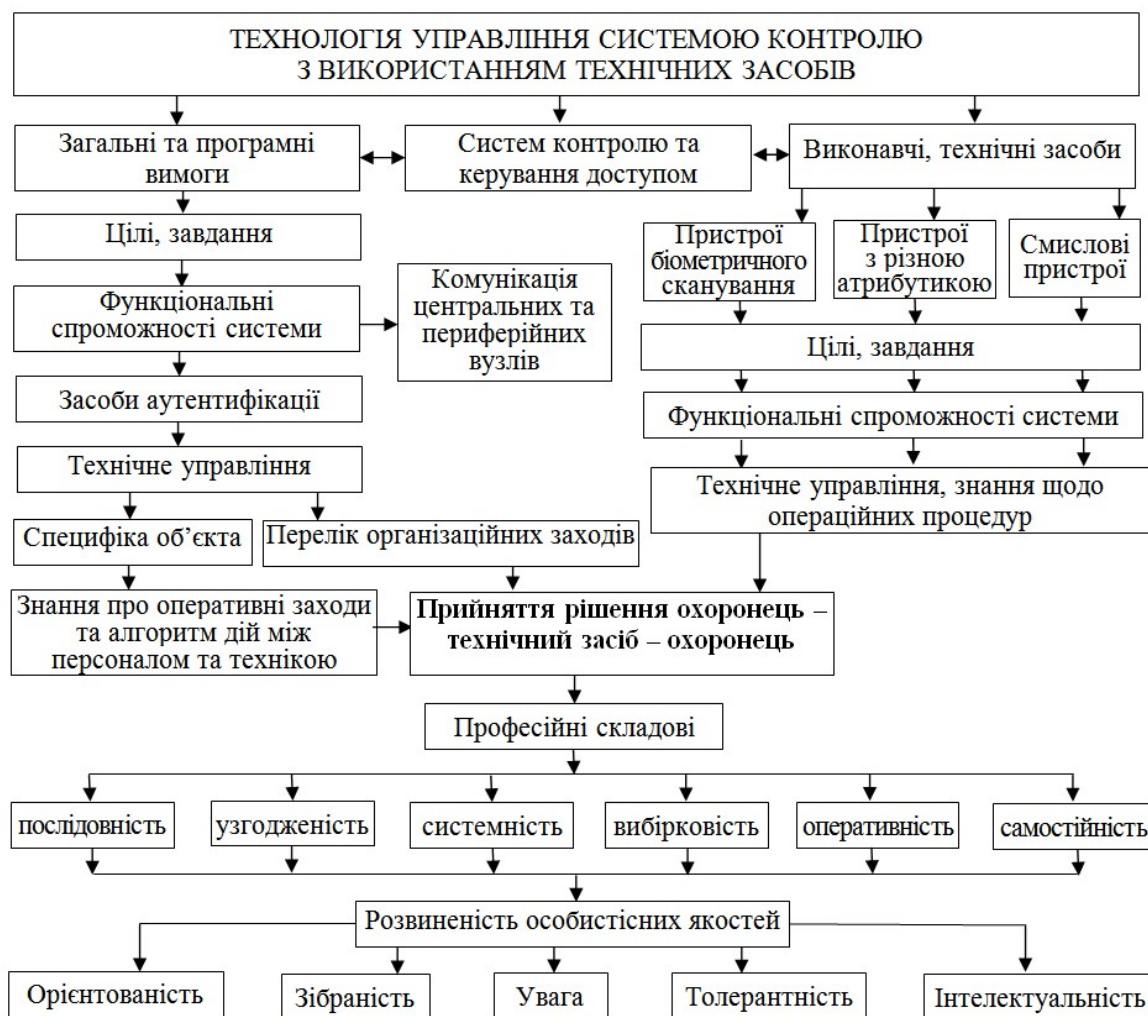 ТЕХНОЛОГІЯ УПРАВЛІННЯ СИСТЕМОЮ КОНТРОЛЮ
З ВИКОРИСТАННЯМ ТЕХНІЧНИХ ЗАСОБІВ
Загальні та програмні
вимоги
Систем контролю та
керування доступом
Виконавчі, технічні засоби
Цілі, завдання
Пристрої
біометричного
сканування
Пристрої
з різною
атрибутикою
Смислові
пристрої
Функціональні
спроможності системи
Комунікація
центральних та
периферійних
вузлів
Цілі, завдання
Засоби аутентифікації
Функціональні спроможності системи
Технічне управління
Технічне управління, знання щодо
операційних процедур
Специфіка об’єкта
Перелік організаційних заходів
Знання про оперативні заходи
та алгоритм дій між
персоналом та технікою
Прийняття рішення охоронець –
технічний засіб – охоронець
Професійні складові
послідовність
узгодженість
системність
вибірковість
оперативність
самостійність
Розвиненість особистісних якостей
Орієнтованість
Зібраність
Увага
Толерантність
Інтелектуальність